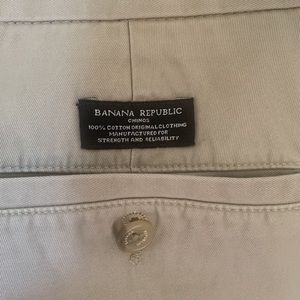 BANANA REPUBLIC
CHINOS
100% COTTON ORIGINAL CLOTHING
MANUFACTURED FOR
STRENGTH AND RELIABILITY